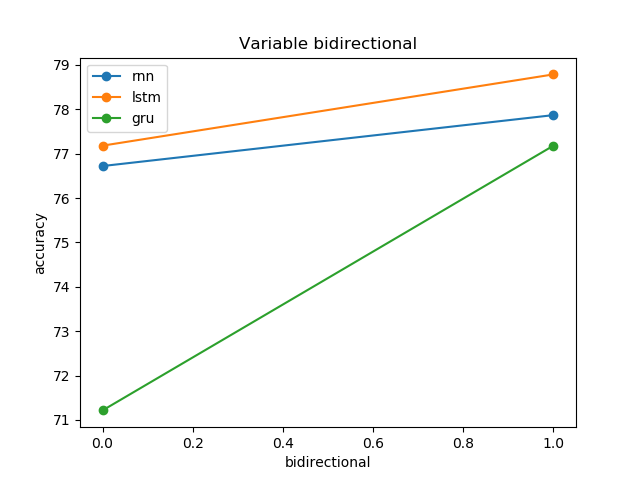 Variable bidirectional
rnn
lstm
gru
79
78
77
76
75
74
73
72
71
accuracy
0.0 0.2 0.4 0.6 0.8 1.0
bidirectional